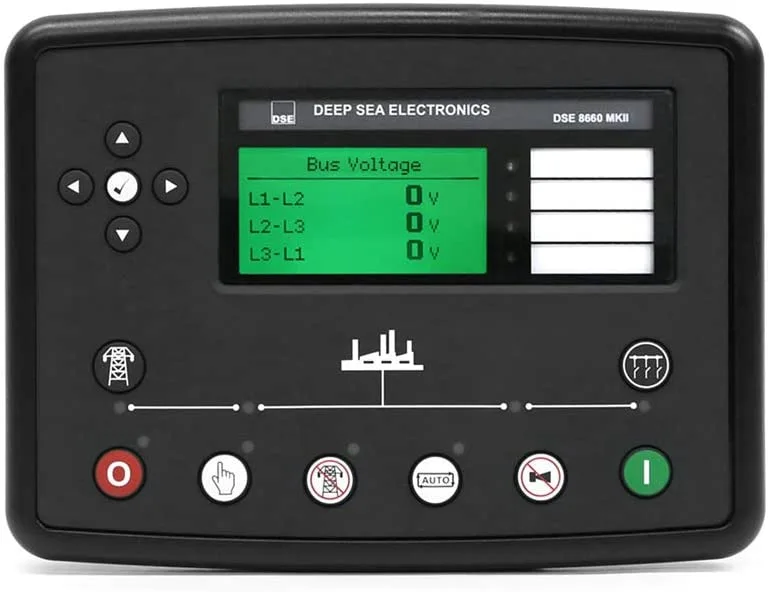 DSE
DEEP SEA ELECTRONICS
DSE 8660 MKII
Bus Voltage
L1-L2 0 V
L2-L3 0 V
L3-L1 0 V
O
AUTO
I